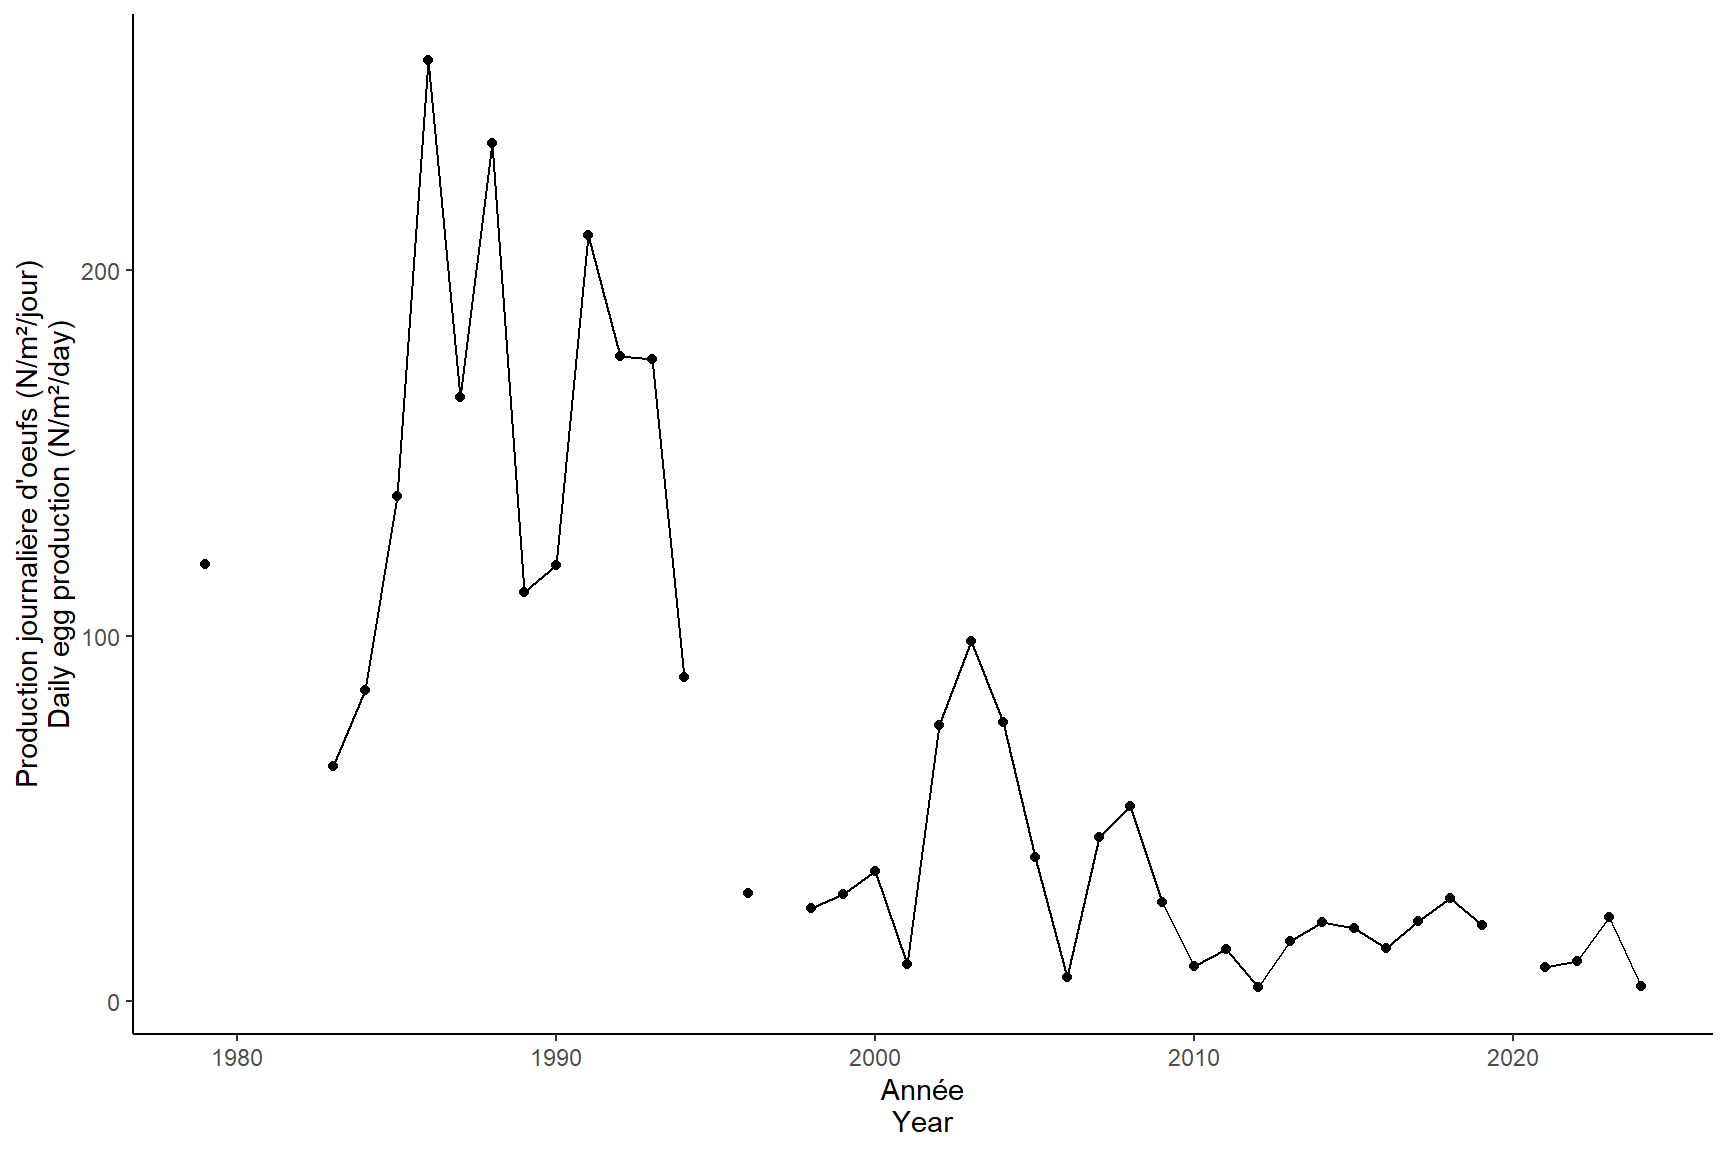 Production journalière d'oeufs (N/m²/jour)
Daily egg production (N/m²/day)
200
100
0
1980 1990 2000 2010 2020
Année
Year